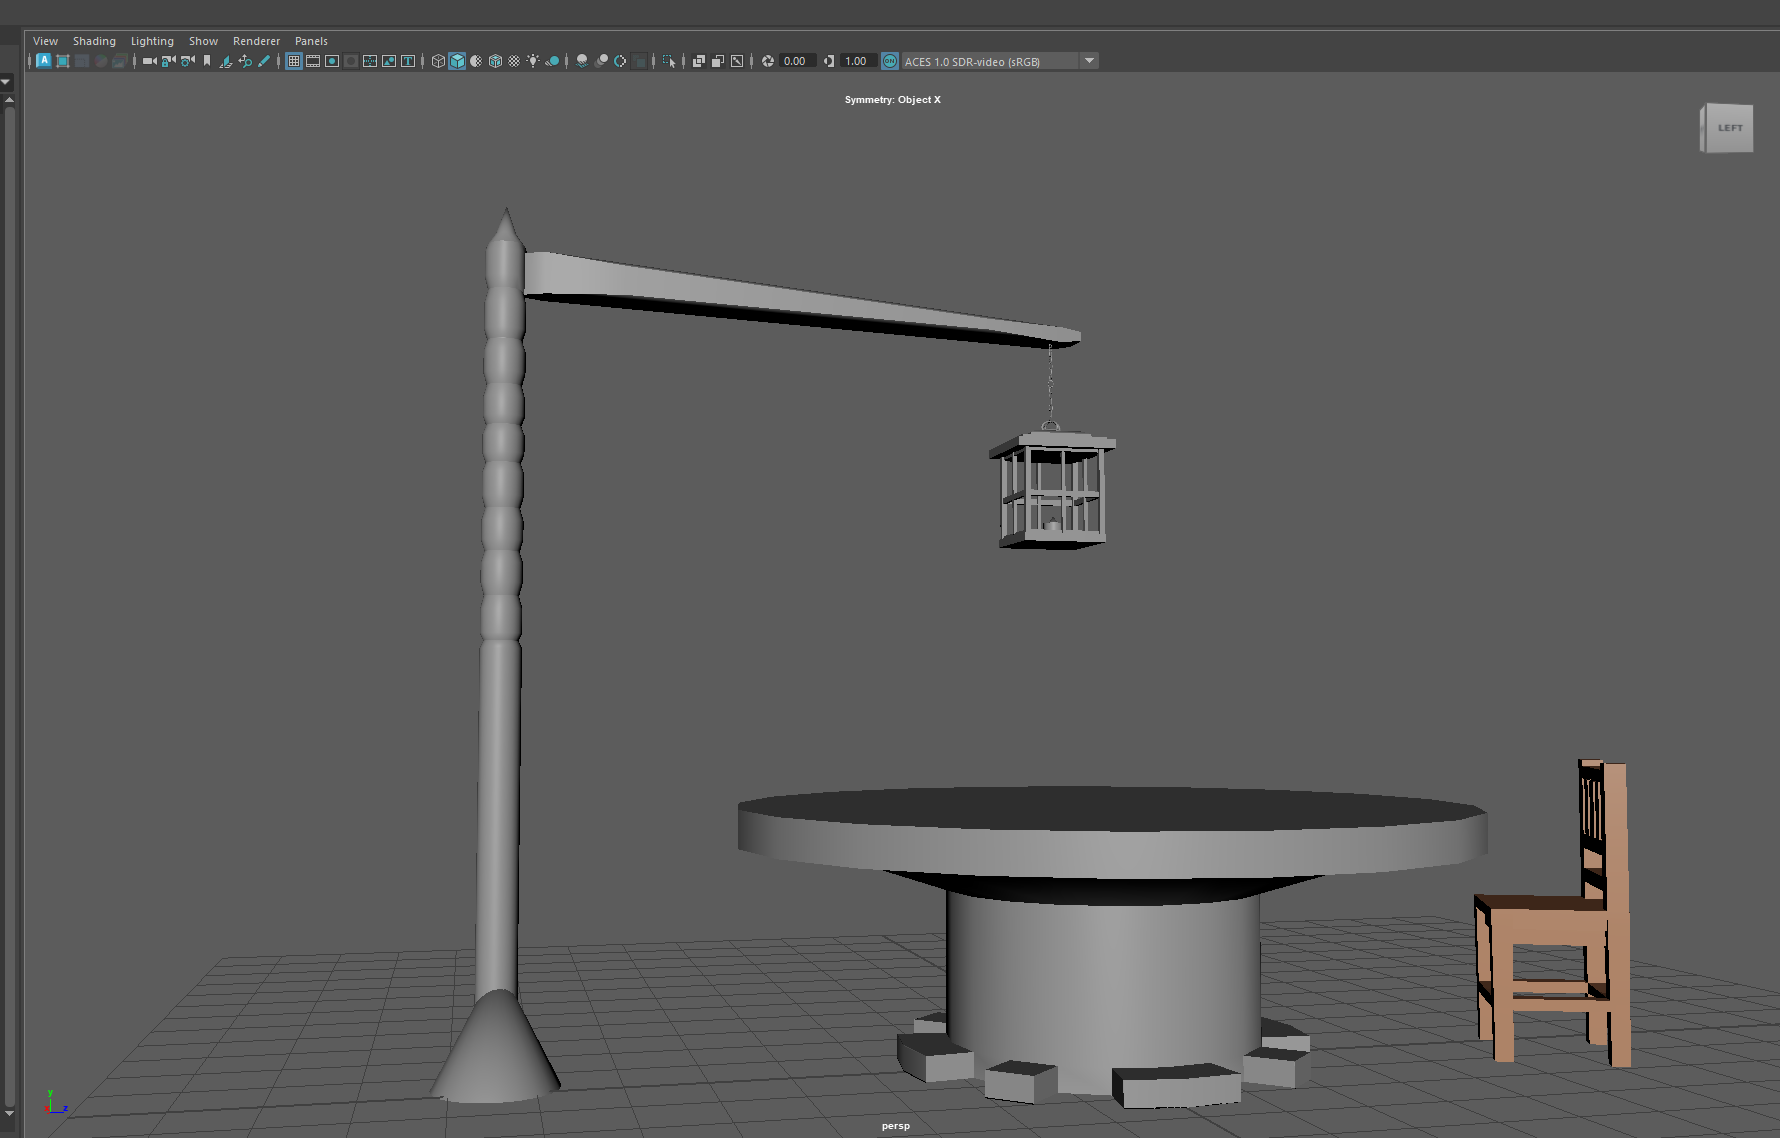 View Shading Lighting Show Renderer Panels
A 0.00 1.00 ON ACES 1.0 SDR-video (sRGB)
Symmetry: Object X
LEFT
y
z
persp